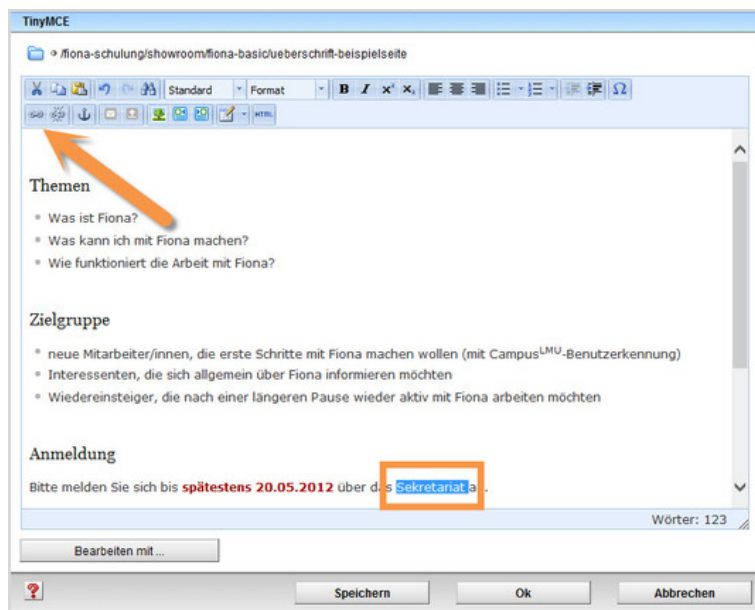 TinyMCE
/fiona-schulung/showroom/fiona-basic/ueberschrift-beispielseite
Standard Format B I x² x₂ Ω
HTML
Themen
Was ist Fiona?
Was kann ich mit Fiona machen?
Wie funktioniert die Arbeit mit Fiona?
Zielgruppe
neue Mitarbeiter/innen, die erste Schritte mit Fiona machen wollen (mit CampusLMU-Benutzerkennung)
Interessenten, die sich allgemein über Fiona informieren möchten
Wiedereinsteiger, die nach einer längeren Pause wieder aktiv mit Fiona arbeiten möchten
Anmeldung
Bitte melden Sie sich bis spätestens 20.05.2012 über das Sekretariat a.
Wörter: 123
Bearbeiten mit ...
? Speichern Ok Abbrechen